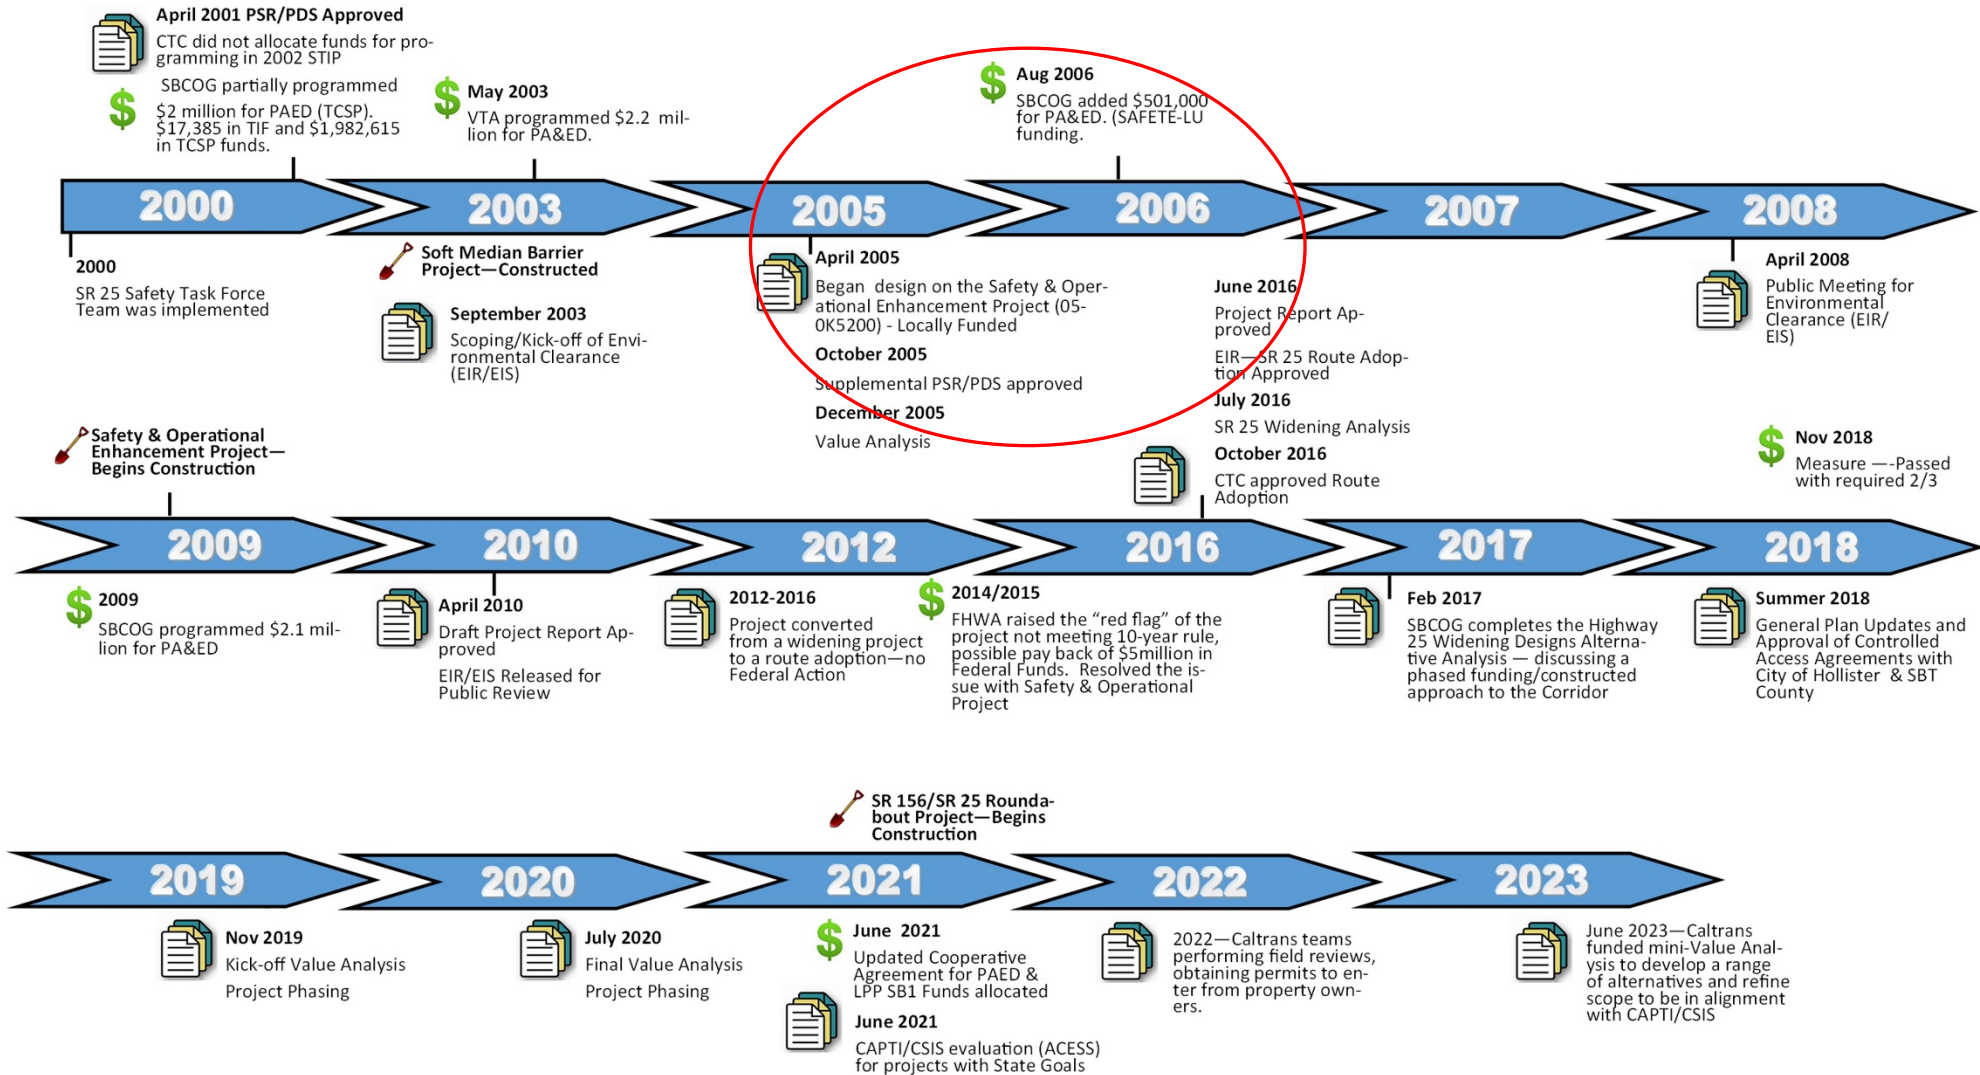 April 2001 PSR/PDS Approved
CTC did not allocate funds for pro-
gramming in 2002 STIP
SBCOG partially programmed
$2 million for PAED (TCSP).
$17,385 in TIF and $1,982,615
in TCSP funds.
May 2003
VTA programmed $2.2 mil-
lion for PA&ED.
Aug 2006
SBCOG added $501,000
for PA&ED. (SAFETE-LU
funding.
2000
2003
2005
2006
2007
2008
2000
SR 25 Safety Task Force
Team was implemented
Soft Median Barrier
Project—Constructed
September 2003
Scoping/Kick-off of Envi-
ronmental Clearance
(EIR/EIS)
April 2005
Began design on the Safety & Oper-
ational Enhancement Project (05-
0K5200) - Locally Funded
October 2005
Supplemental PSR/PDS approved
December 2005
Value Analysis
June 2016
Project Report Ap-
proved
EIR—SR 25 Route Adop-
tion Approved
July 2016
SR 25 Widening Analysis
October 2016
CTC approved Route
Adoption
April 2008
Public Meeting for
Environmental
Clearance (EIR/
EIS)
Safety & Operational
Enhancement Project—
Begins Construction
Nov 2018
Measure —-Passed
with required 2/3
2009
2010
2012
2016
2017
2018
2009
SBCOG programmed $2.1 mil-
lion for PA&ED
April 2010
Draft Project Report Ap-
proved
EIR/EIS Released for
Public Review
2012-2016
Project converted
from a widening project
to a route adoption—no
Federal Action
2014/2015
FHWA raised the “red flag” of the
project not meeting 10-year rule,
possible pay back of $5million in
Federal Funds. Resolved the is-
sue with Safety & Operational
Project
Feb 2017
SBCOG completes the Highway
25 Widening Designs Alterna-
tive Analysis — discussing a
phased funding/constructed
approach to the Corridor
Summer 2018
General Plan Updates and
Approval of Controlled
Access Agreements with
City of Hollister & SBT
County
SR 156/SR 25 Rounda-
bout Project—Begins
Construction
2019
2020
2021
2022
2023
Nov 2019
Kick-off Value Analysis
Project Phasing
July 2020
Final Value Analysis
Project Phasing
June 2021
Updated Cooperative
Agreement for PAED &
LPP SB1 Funds allocated
June 2021
CAPTI/CSIS evaluation (ACESS)
for projects with State Goals
2022—Caltrans teams
performing field reviews,
obtaining permits to en-
ter from property own-
ers.
June 2023—Caltrans
funded mini-Value Anal-
ysis to develop a range
of alternatives and refine
scope to be in alignment
with CAPTI/CSIS